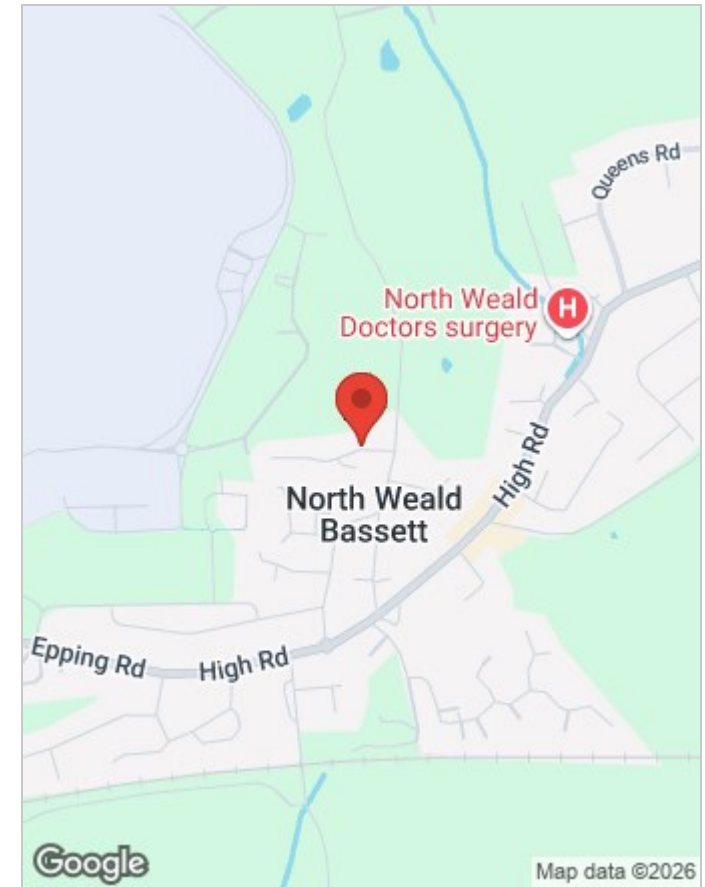 Queens Rd
North Weald
Doctors surgery
H
High Rd
North Weald
Bassett
Epping Rd
High Rd
Google
Map data ©2026